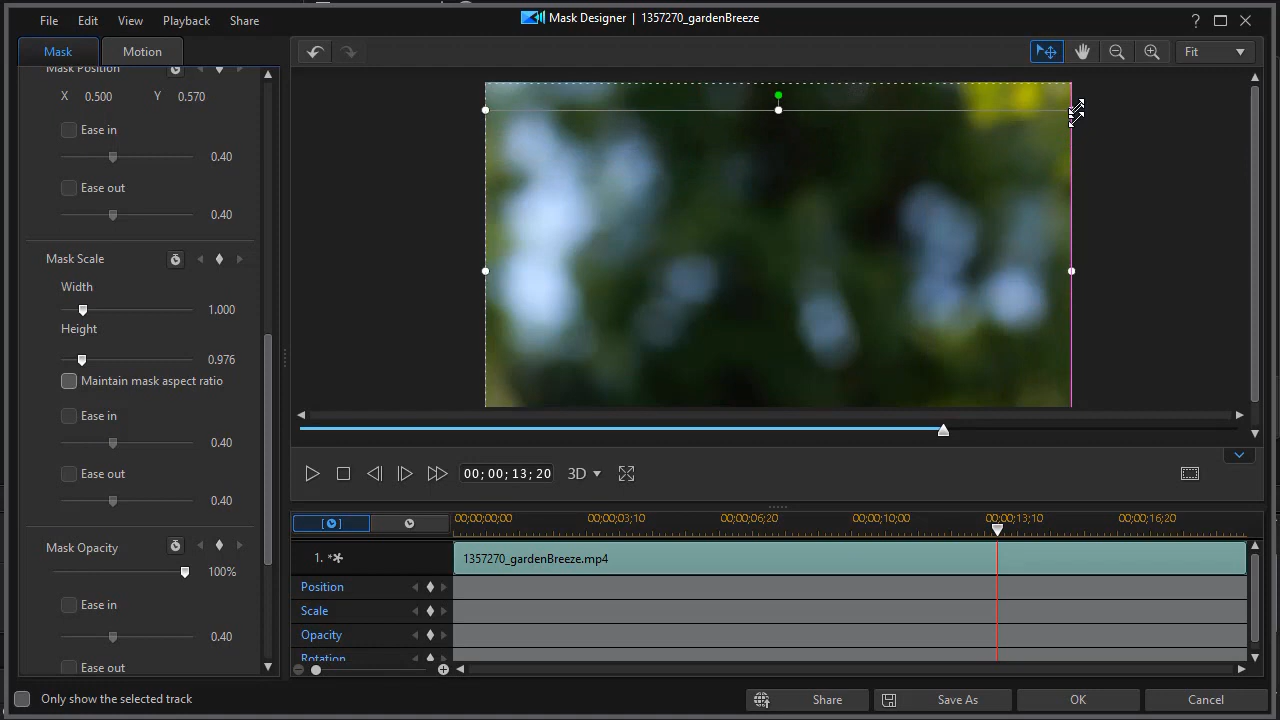 File Edit View Playback Share
Mask Designer | 1357270_gardenBreeze
?
Mask Motion
Fit
Mask Position
X 0.500 Y 0.570
Ease in
0.40
Ease out
0.40
Mask Scale
Width
1.000
Height
0.976
Maintain mask aspect ratio
Ease in
0.40
Ease out
0.40
Mask Opacity
100%
Ease in
0.40
Ease out
00; 00; 13; 20
3D
00;00;00;00 00;00;03;10 00;00;06;20 00;00;10;00 00;00;13;10 00;00;16;20
1. 1357270_gardenBreeze.mp4
Position
Scale
Opacity
Rotation
Only show the selected track
Share Save As OK Cancel